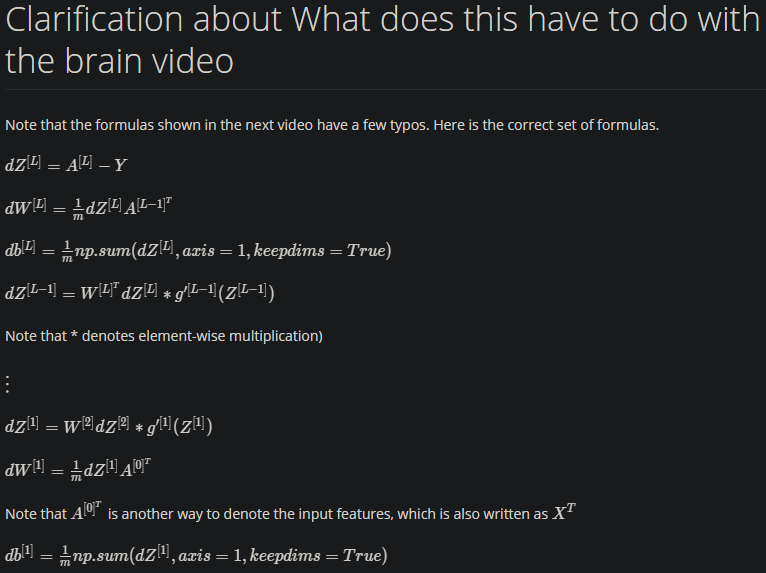 Clarification about What does this have to do with
the brain video
Note that the formulas shown in the next video have a few typos. Here is the correct set of formulas.
$dZ^{[L]} = A^{[L]} - Y$
$dW^{[L]} = \frac{1}{m} dZ^{[L]} A^{[L-1]^T}$
$db^{[L]} = \frac{1}{m} np.sum(dZ^{[L]}, axis = 1, keepdims = True)$
$dZ^{[L-1]} = W^{[L]^T} dZ^{[L]} * g'^{[L-1]}(Z^{[L-1]})$
Note that * denotes element-wise multiplication)
⋮
$dZ^{[1]} = W^{[2]} dZ^{[2]} * g'^{[1]}(Z^{[1]})$
$dW^{[1]} = \frac{1}{m} dZ^{[1]} A^{[0]^T}$
Note that $A^{[0]^T}$ is another way to denote the input features, which is also written as $X^T$
$db^{[1]} = \frac{1}{m} np.sum(dZ^{[1]}, axis = 1, keepdims = True)$